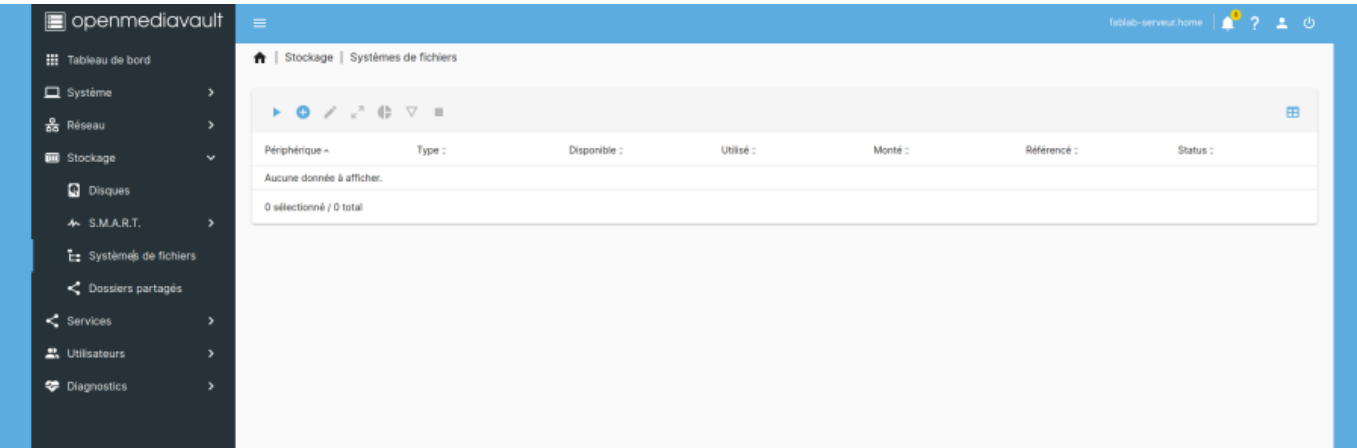 openmediavault
fablab-serveur.home
Tableau de bord
Stockage | Systèmes de fichiers
Système
Réseau
Stockage
Disques
S.M.A.R.T.
Systèmes de fichiers
Dossiers partagés
Services
Utilisateurs
Diagnostics
Périphérique Type Disponible Utilisé Monté Référencé Status
Aucune donnée à afficher.
0 sélectionné / 0 total